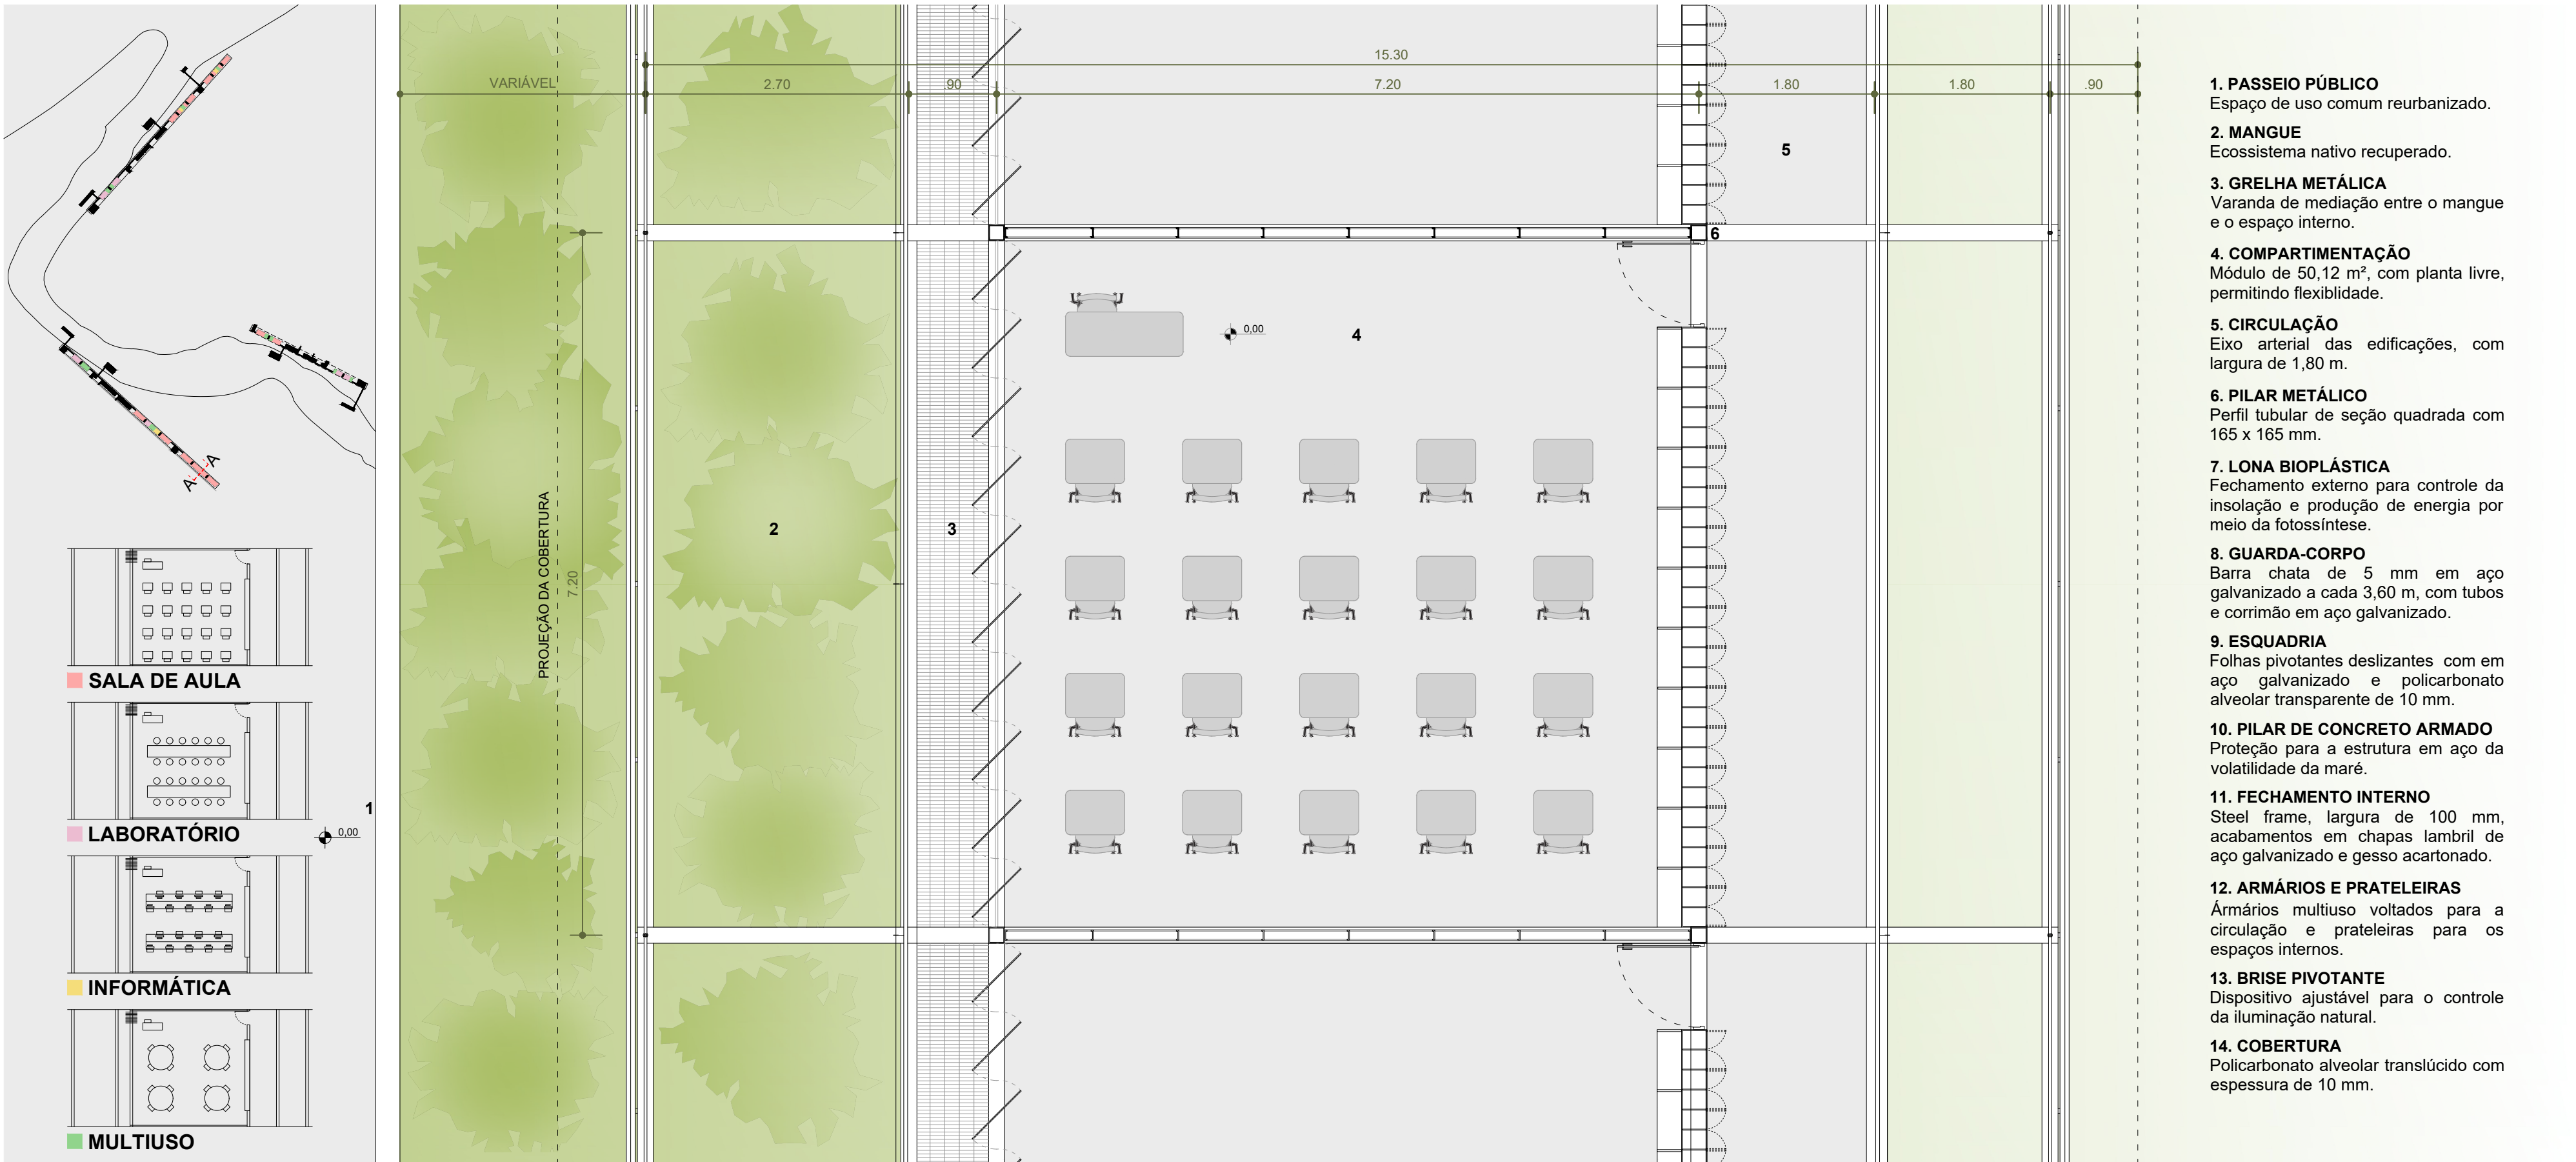 A
A
SALA DE AULA
LABORATÓRIO
INFORMÁTICA
MULTIUSO
1
0,00
15.30
VARIÁVEL
2.70
.90
7.20
1.80
1.80
.90
5
6
4
0,00
2
3
PROJEÇÃO DA COBERTURA
7.20
1. PASSEIO PÚBLICO
Espaço de uso comum reurbanizado.
2. MANGUE
Ecossistema nativo recuperado.
3. GRELHA METÁLICA
Varanda de mediação entre o mangue
e o espaço interno.
4. COMPARTIMENTAÇÃO
Módulo de 50,12 m², com planta livre,
permitindo flexiblidade.
5. CIRCULAÇÃO
Eixo arterial das edificações, com
largura de 1,80 m.
6. PILAR METÁLICO
Perfil tubular de seção quadrada com
165 x 165 mm.
7. LONA BIOPLÁSTICA
Fechamento externo para controle da
insolação e produção de energia por
meio da fotossíntese.
8. GUARDA-CORPO
Barra chata de 5 mm em aço
galvanizado a cada 3,60 m, com tubos
e corrimão em aço galvanizado.
9. ESQUADRIA
Folhas pivotantes deslizantes com em
aço galvanizado e policarbonato
alveolar transparente de 10 mm.
10. PILAR DE CONCRETO ARMADO
Proteção para a estrutura em aço da
volatilidade da maré.
11. FECHAMENTO INTERNO
Steel frame, largura de 100 mm,
acabamentos em chapas lambril de
aço galvanizado e gesso acartonado.
12. ARMÁRIOS E PRATELEIRAS
Ármários multiuso voltados para a
circulação e prateleiras para os
espaços internos.
13. BRISE PIVOTANTE
Dispositivo ajustável para o controle
da iluminação natural.
14. COBERTURA
Policarbonato alveolar translúcido com
espessura de 10 mm.